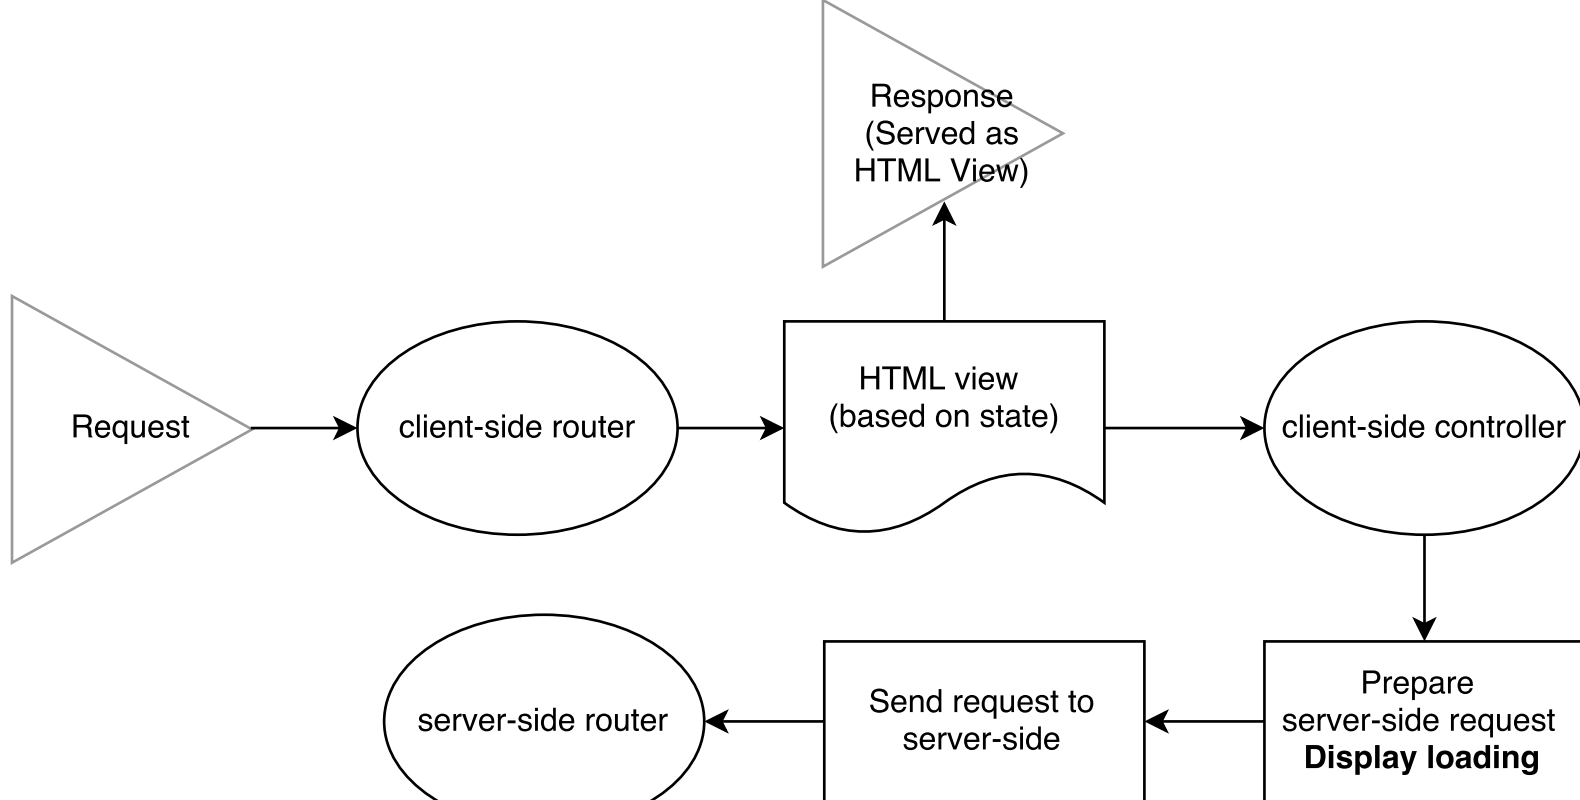 Response
(Served as
HTML View)
Request
client-side router
HTML view
(based on state)
client-side controller
server-side router
Send request to
server-side
Prepare
server-side request
Display loading